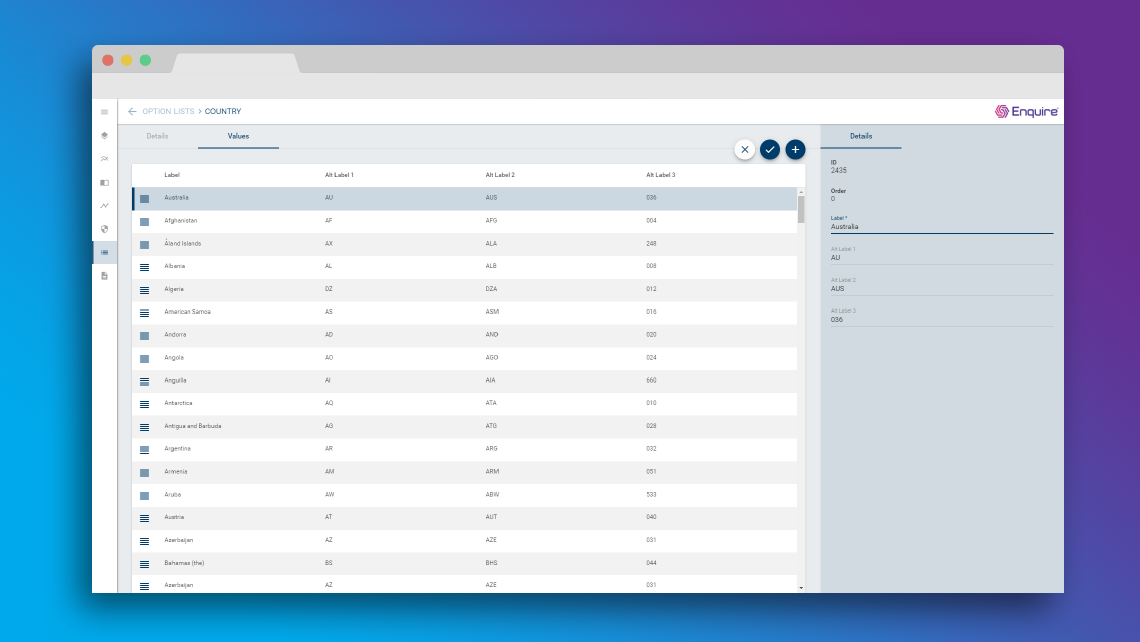 OPTION LISTS > COUNTRY
Enquire
Details Values
Details
Label Alt Label 1 Alt Label 2 Alt Label 3
Australia AU AUS 036
Afghanistan AF AFG 004
Åland Islands AX ALA 248
Albania AL ALB 008
Algeria DZ DZA 012
American Samoa AS ASM 016
Andorra AD AND 020
Angola AO AGO 024
Anguilla AI AIA 660
Antarctica AQ ATA 010
Antigua and Barbuda AG ATG 028
Argentina AR ARG 032
Armenia AM ARM 051
Aruba AW ABW 533
Austria AT AUT 040
Azerbaijan AZ AZE 031
Bahamas (the) BS BHS 044
Azerbaijan AZ AZE 031
ID
2435
Order
0
Label *
Australia
Alt Label 1
AU
Alt Label 2
AUS
Alt Label 3
036